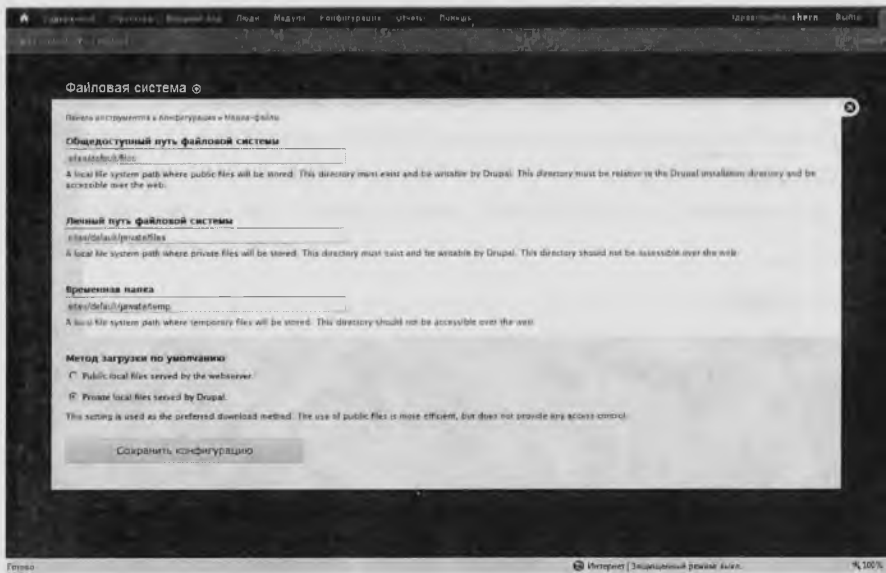 Люди Модули Конфигурация Отчеты Помощь chern Выйти
Файловая система
Панель инструментов » Конфигурация » Медиа-файлы
Общедоступный путь файловой системы
sites/default/files
A local file system path where public files will be stored. This directory must exist and be writable by Drupal. This directory must be relative to the Drupal installation directory and be
accessible over the web.
Личный путь файловой системы
sites/default/private/files
A local file system path where private files will be stored. This directory must exist and be writable by Drupal. This directory should not be accessible over the web.
Временная папка
sites/default/private/temp
A local file system path where temporary files will be stored. This directory should not be accessible over the web.
Метод загрузки по умолчанию
Public local files served by the webserver.
Private local files served by Drupal.
This setting is used as the preferred download method. The use of public files is more efficient, but does not provide any access control.
Сохранить конфигурацию
Готово Интернет | Защищенный режим: выкл. 100%